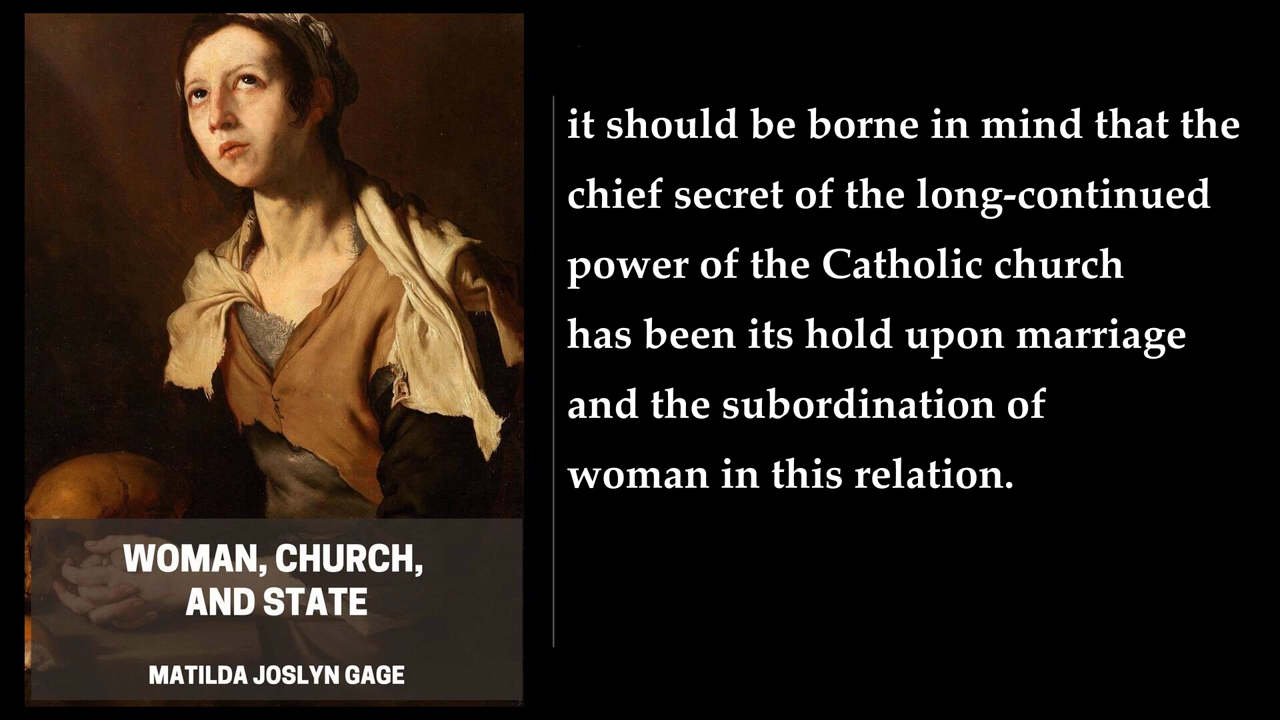 it should be borne in mind that the
chief secret of the long-continued
power of the Catholic church
has been its hold upon marriage
and the subordination of
woman in this relation.
WOMAN, CHURCH,
AND STATE
MATILDA JOSLYN GAGE